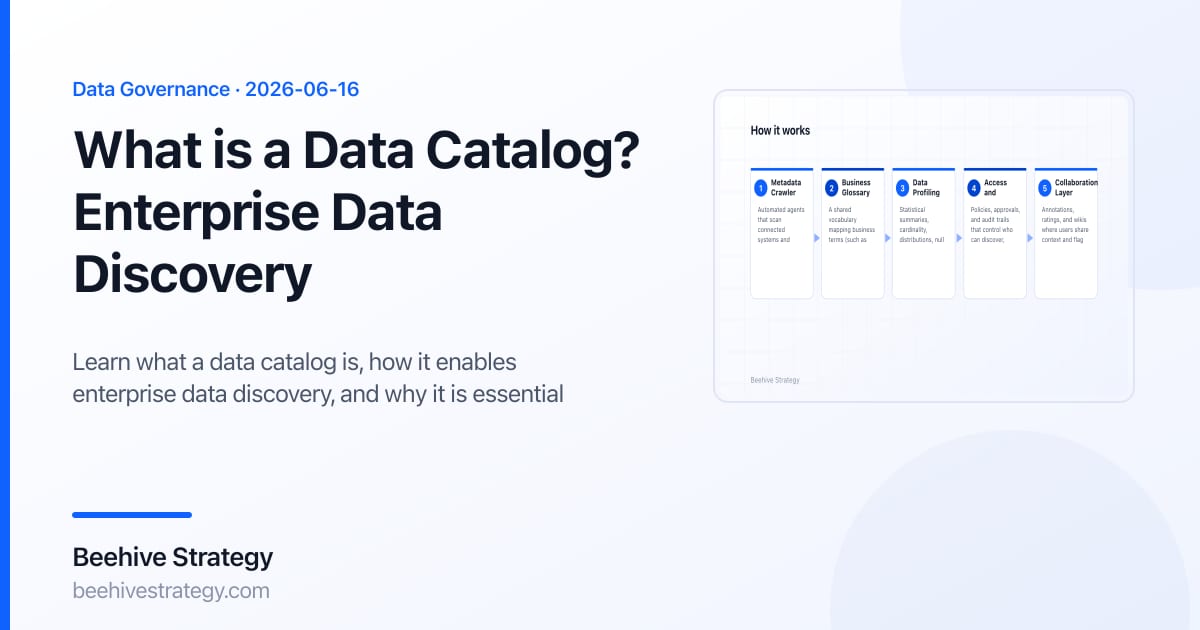 Data Governance · 2026-06-16
What is a Data Catalog?
Enterprise Data
Discovery
Learn what a data catalog is, how it enables
enterprise data discovery, and why it is essential
Beehive Strategy
beehivestrategy.com
How it works
1
Metadata
Crawler
Automated agents
that scan
connected
systems and
2
Business
Glossary
A shared
vocabulary
mapping business
terms (such as
3
Data
Profiling
Statistical
summaries,
cardinality,
distributions, null
4
Access
and
Policies, approvals,
and audit trails
that control who
can discover,
5
Collaboration
Layer
Annotations,
ratings, and wikis
where users share
context and flag
Beehive Strategy